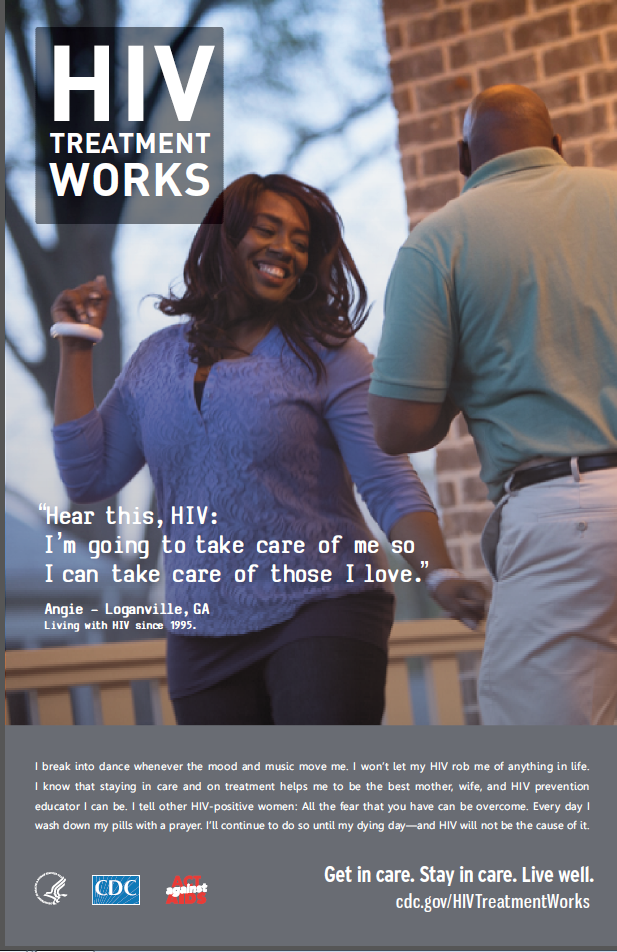 HIV
TREATMENT
WORKS
“Hear this, HIV:
I’m going to take care of me so
I can take care of those I love.”
Angie – Loganville, GA
Living with HIV since 1995.
I break into dance whenever the mood and music move me. I won’t let my HIV rob me of anything in life.
I know that staying in care and on treatment helps me to be the best mother, wife, and HIV prevention
educator I can be. I tell other HIV-positive women: All the fear that you have can be overcome. Every day I
wash down my pills with a prayer. I’ll continue to do so until my dying day—and HIV will not be the cause of it.
CDC
ACT
against
AIDS
Get in care. Stay in care. Live well.
cdc.gov/HIVTreatmentWorks